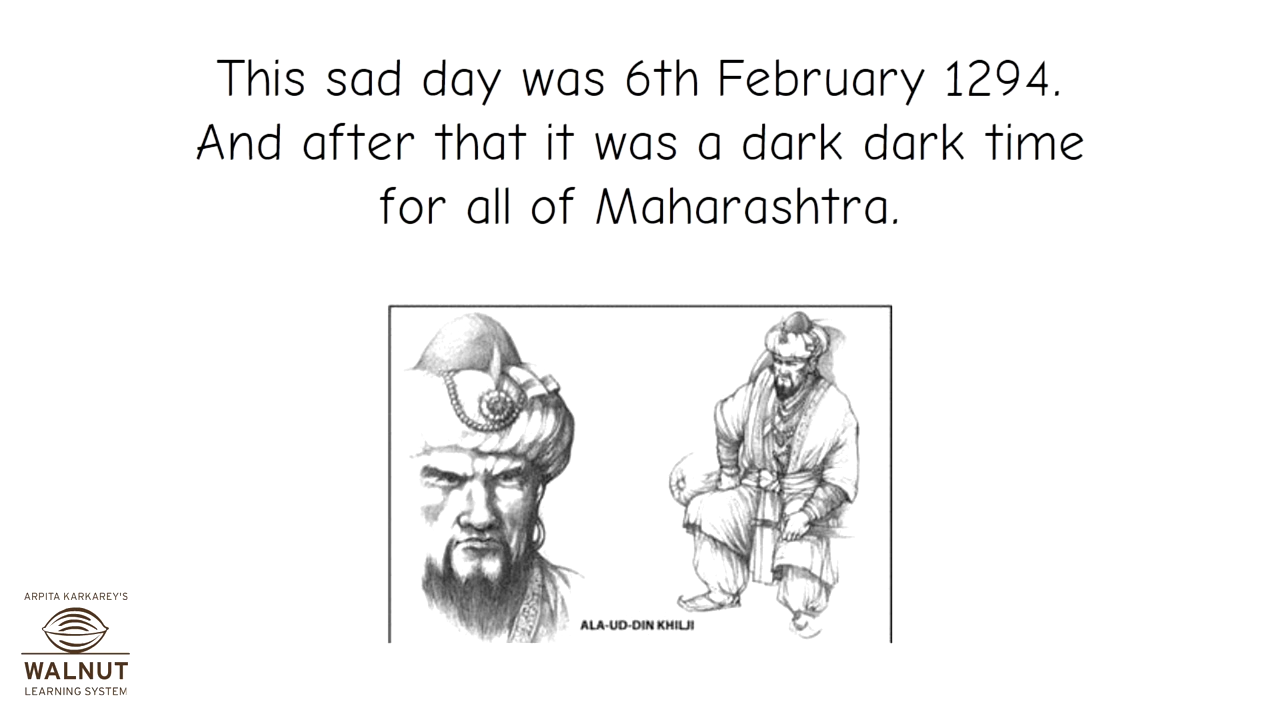 This sad day was 6th February 1294.
And after that it was a dark dark time
for all of Maharashtra.
ALA-UD-DIN KHILJI
ARPITA KARKAREY'S
WALNUT
LEARNING SYSTEM